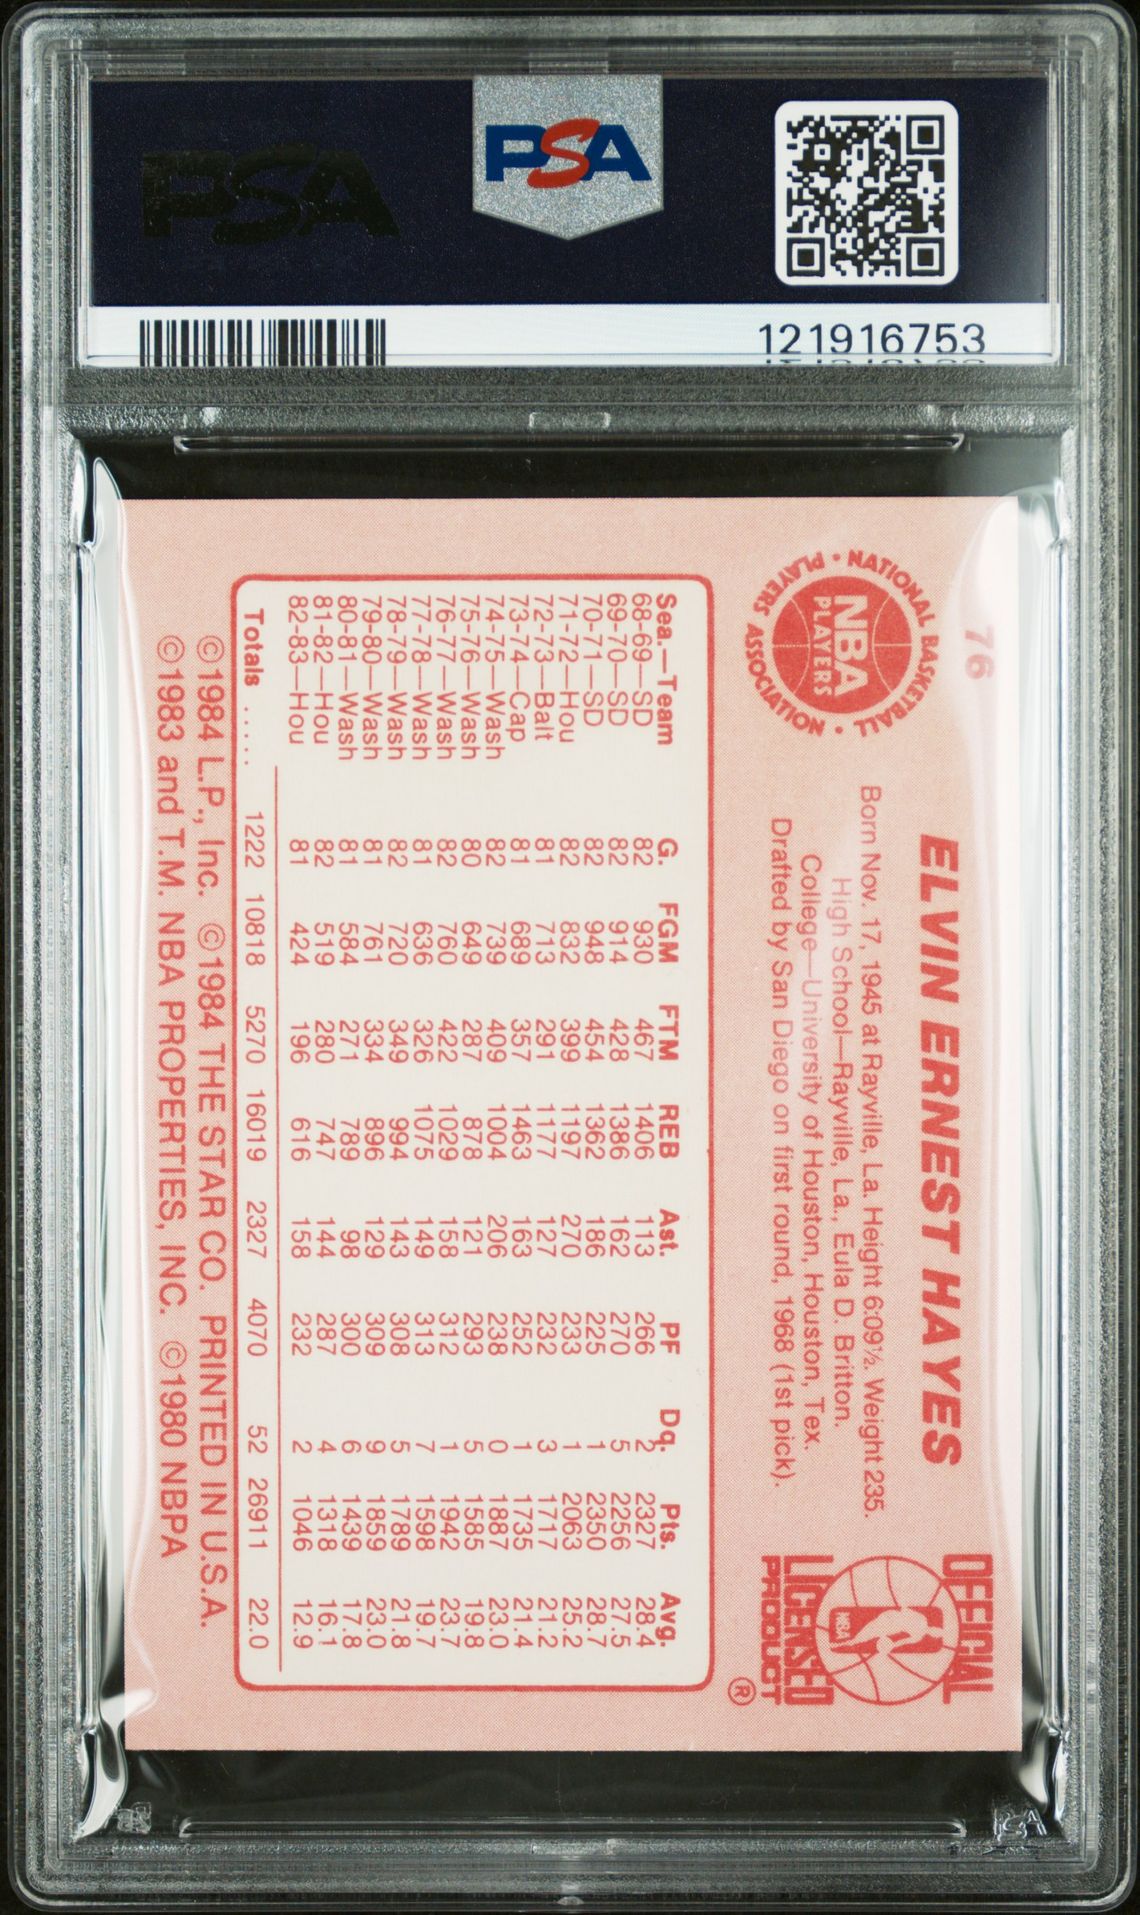 PSA
PSA
121916753
76
NATIONAL BASKETBALL PLAYERS ASSOCIATION
NBA
PLAYERS
ELVIN ERNEST HAYES
Born Nov. 17, 1945 at Rayville, La. Height 6:09½. Weight 235.
High School—Rayville, La., Eula D. Britton.
College—University of Houston, Houston, Tex.
Drafted by San Diego on first round, 1968 (1st pick).
OFFICIAL
NBA
LICENSED
PRODUCT
®
Sea.—Team G. FGM FTM REB Ast. PF Dq. Pts. Avg.
68-69—SD 82 930 467 1406 113 266 2 2327 28.4
69-70—SD 82 914 428 1386 162 270 5 2256 27.5
70-71—SD 82 948 454 1362 186 225 1 2350 28.7
71-72—Hou 82 832 399 1197 270 233 1 2063 25.2
72-73—Balt 81 713 291 1177 127 232 3 1717 21.2
73-74—Cap 81 689 357 1463 163 252 1 1735 21.4
74-75—Wash 82 739 409 1004 206 238 0 1887 23.0
75-76—Wash 80 649 287 878 121 293 5 1585 19.8
76-77—Wash 82 760 422 1029 158 312 1 1942 23.7
77-78—Wash 81 636 326 1075 149 313 7 1598 19.7
78-79—Wash 82 720 349 994 143 308 5 1789 21.8
79-80—Wash 81 761 334 896 129 309 9 1859 23.0
80-81—Wash 81 584 271 789 98 300 6 1439 17.8
81-82—Hou 82 519 280 747 144 287 4 1318 16.1
82-83—Hou 81 424 196 616 158 232 2 1046 12.9
Totals ..... 1222 10818 5270 16019 2327 4070 52 26911 22.0
©1984 L.P., Inc. ©1984 THE STAR CO. PRINTED IN U.S.A.
©1983 and T.M. NBA PROPERTIES, INC. ©1980 NBPA